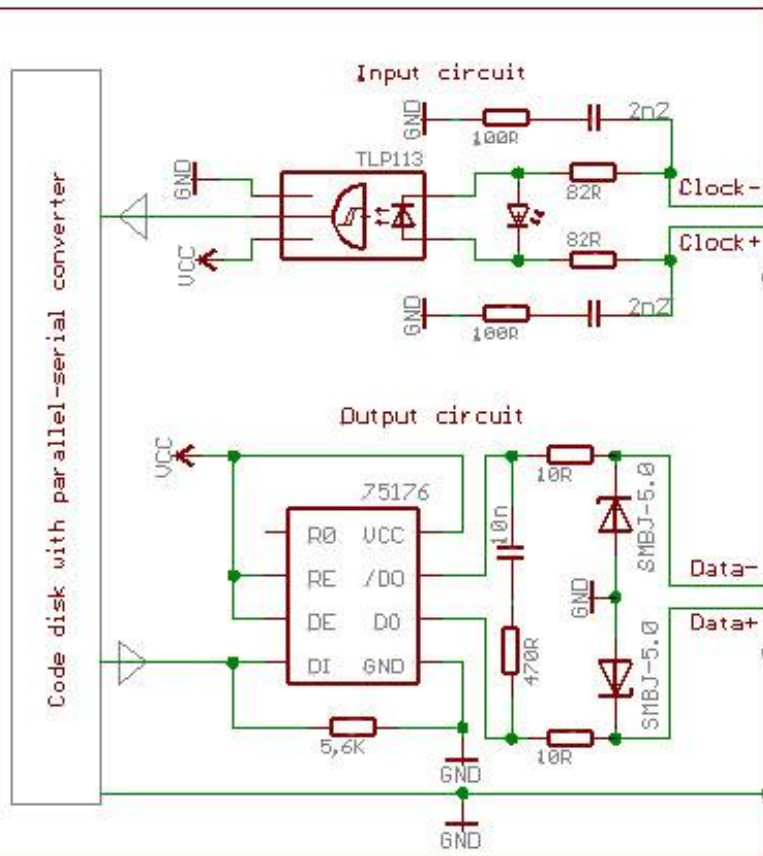 Input circuit
GND
100R
2n2
TLP113
GND
82R
Clock-
82R
Clock+
VCC
GND
100R
2n2
Code disk with parallel-serial converter
Output circuit
VCC
75176
10R
10n
SMBJ-5.0
R0 VCC
RE /DO
DE DO
DI GND
Data-
GND
Data+
470R
SMBJ-5.0
5,6K
10R
GND
GND